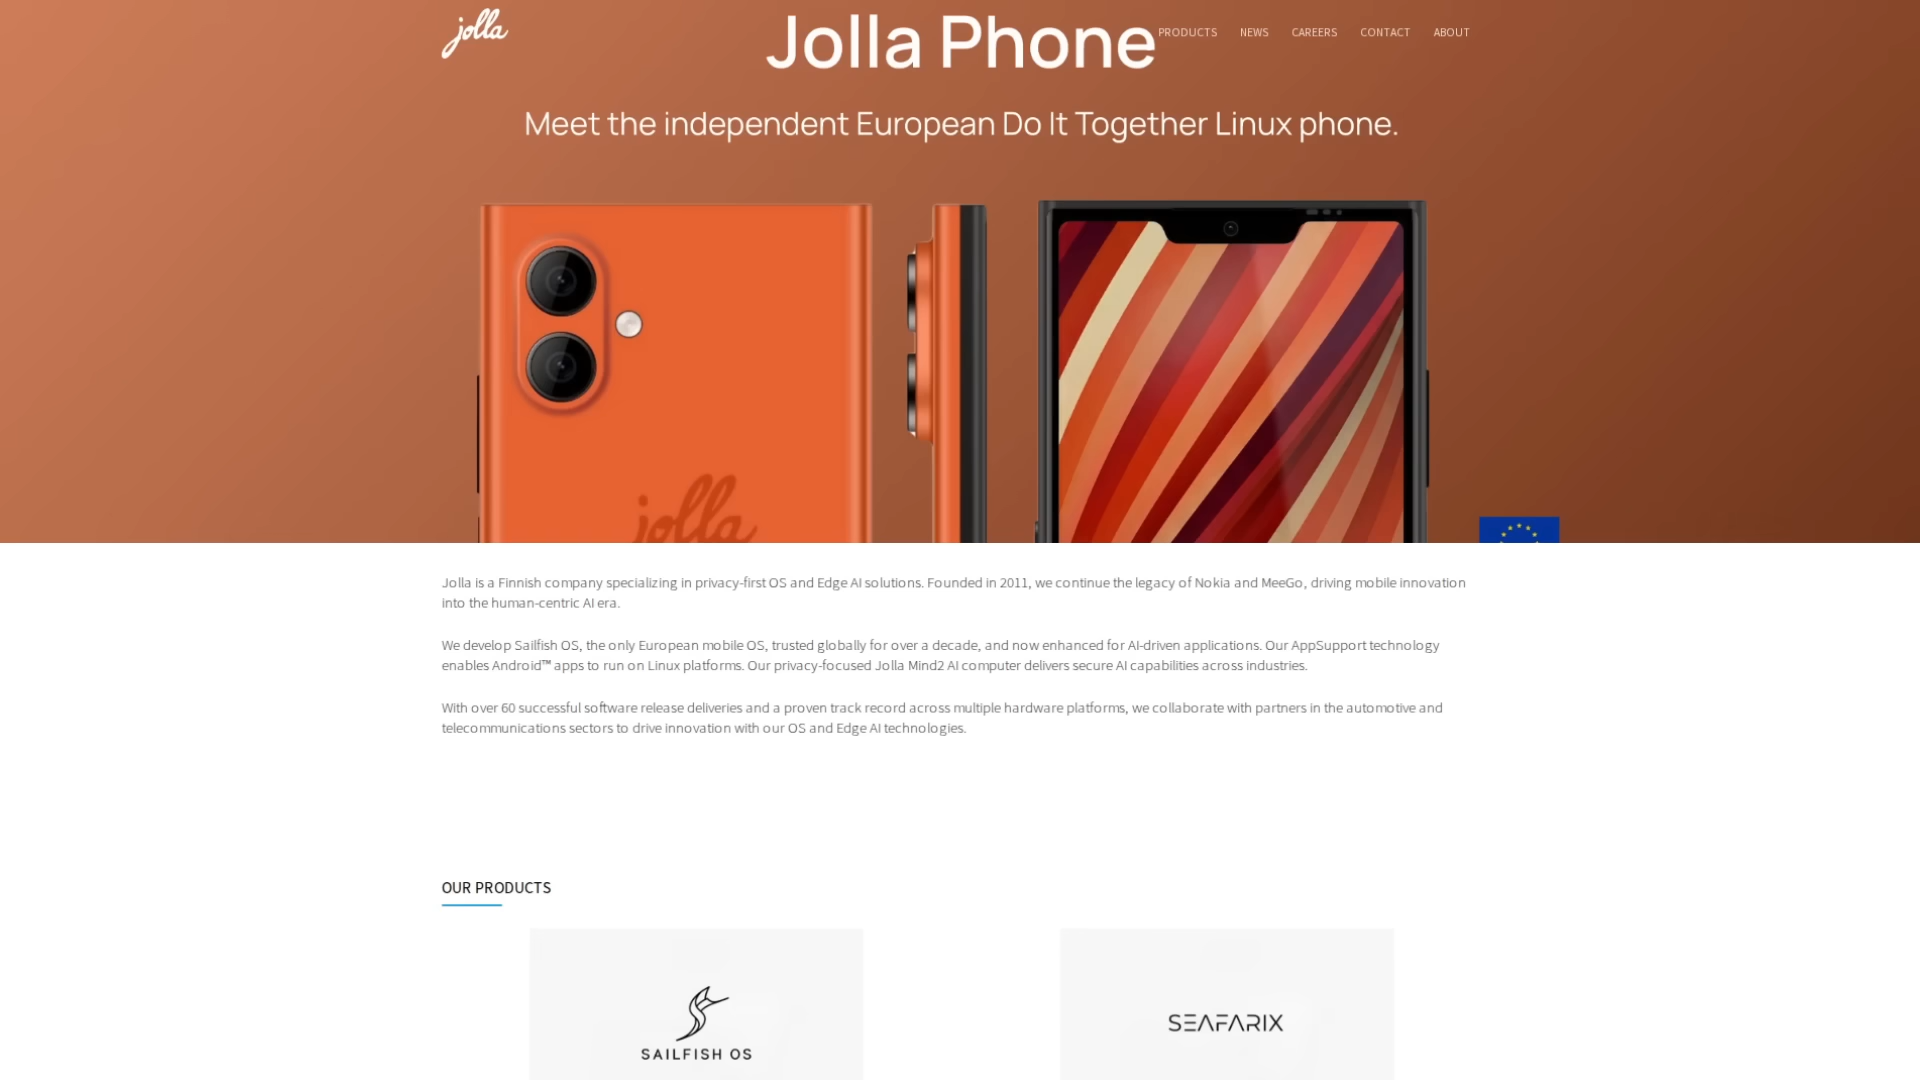 jolla
Jolla Phone
PRODUCTS NEWS CAREERS CONTACT ABOUT
Meet the independent European Do It Together Linux phone.
jolla
Jolla is a Finnish company specializing in privacy-first OS and Edge AI solutions. Founded in 2011, we continue the legacy of Nokia and MeeGo, driving mobile innovation
into the human-centric AI era.
We develop Sailfish OS, the only European mobile OS, trusted globally for over a decade, and now enhanced for AI-driven applications. Our AppSupport technology
enables Android™ apps to run on Linux platforms. Our privacy-focused Jolla Mind2 AI computer delivers secure AI capabilities across industries.
With over 60 successful software release deliveries and a proven track record across multiple hardware platforms, we collaborate with partners in the automotive and
telecommunications sectors to drive innovation with our OS and Edge AI technologies.
OUR PRODUCTS
SAILFISH OS
SEAFARIX